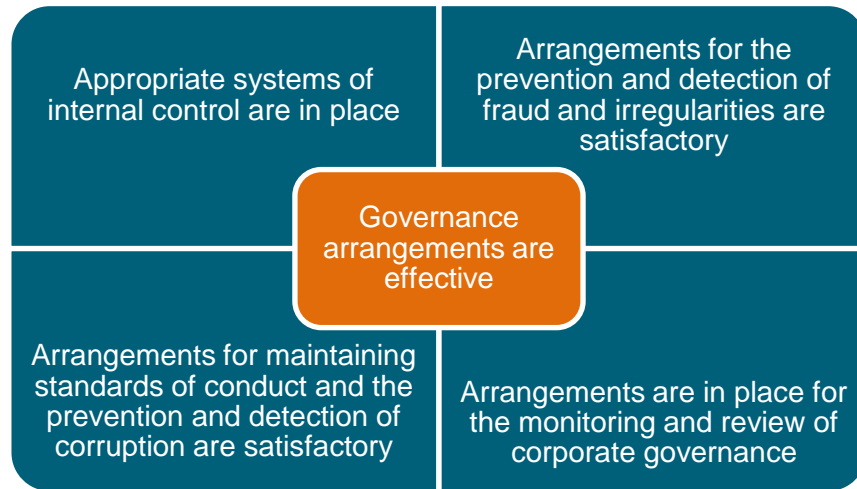 Appropriate systems of
internal control are in place
Arrangements for the
prevention and detection of
fraud and irregularities are
satisfactory
Governance
arrangements are
effective
Arrangements for maintaining
standards of conduct and the
prevention and detection of
corruption are satisfactory
Arrangements are in place for
the monitoring and review of
corporate governance